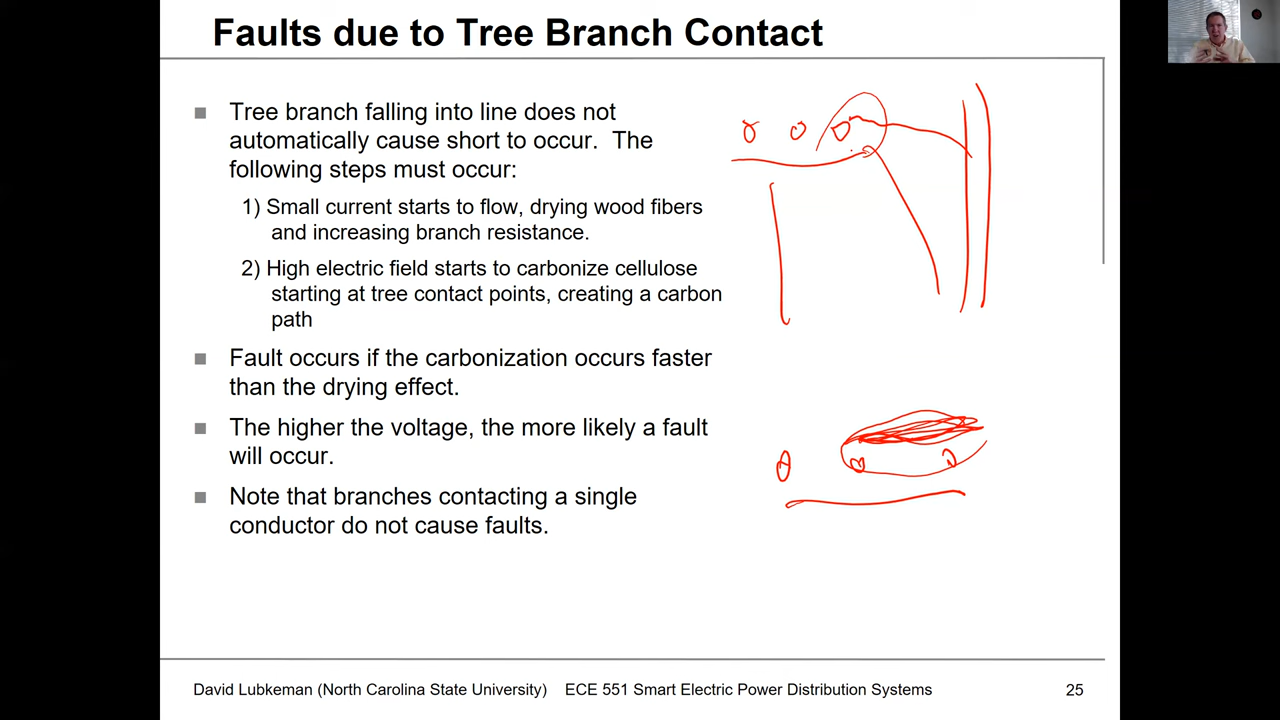 Faults due to Tree Branch Contact
Tree branch falling into line does not
automatically cause short to occur. The
following steps must occur:
1) Small current starts to flow, drying wood fibers
and increasing branch resistance.
2) High electric field starts to carbonize cellulose
starting at tree contact points, creating a carbon
path
Fault occurs if the carbonization occurs faster
than the drying effect.
The higher the voltage, the more likely a fault
will occur.
Note that branches contacting a single
conductor do not cause faults.
David Lubkeman (North Carolina State University) ECE 551 Smart Electric Power Distribution Systems 25